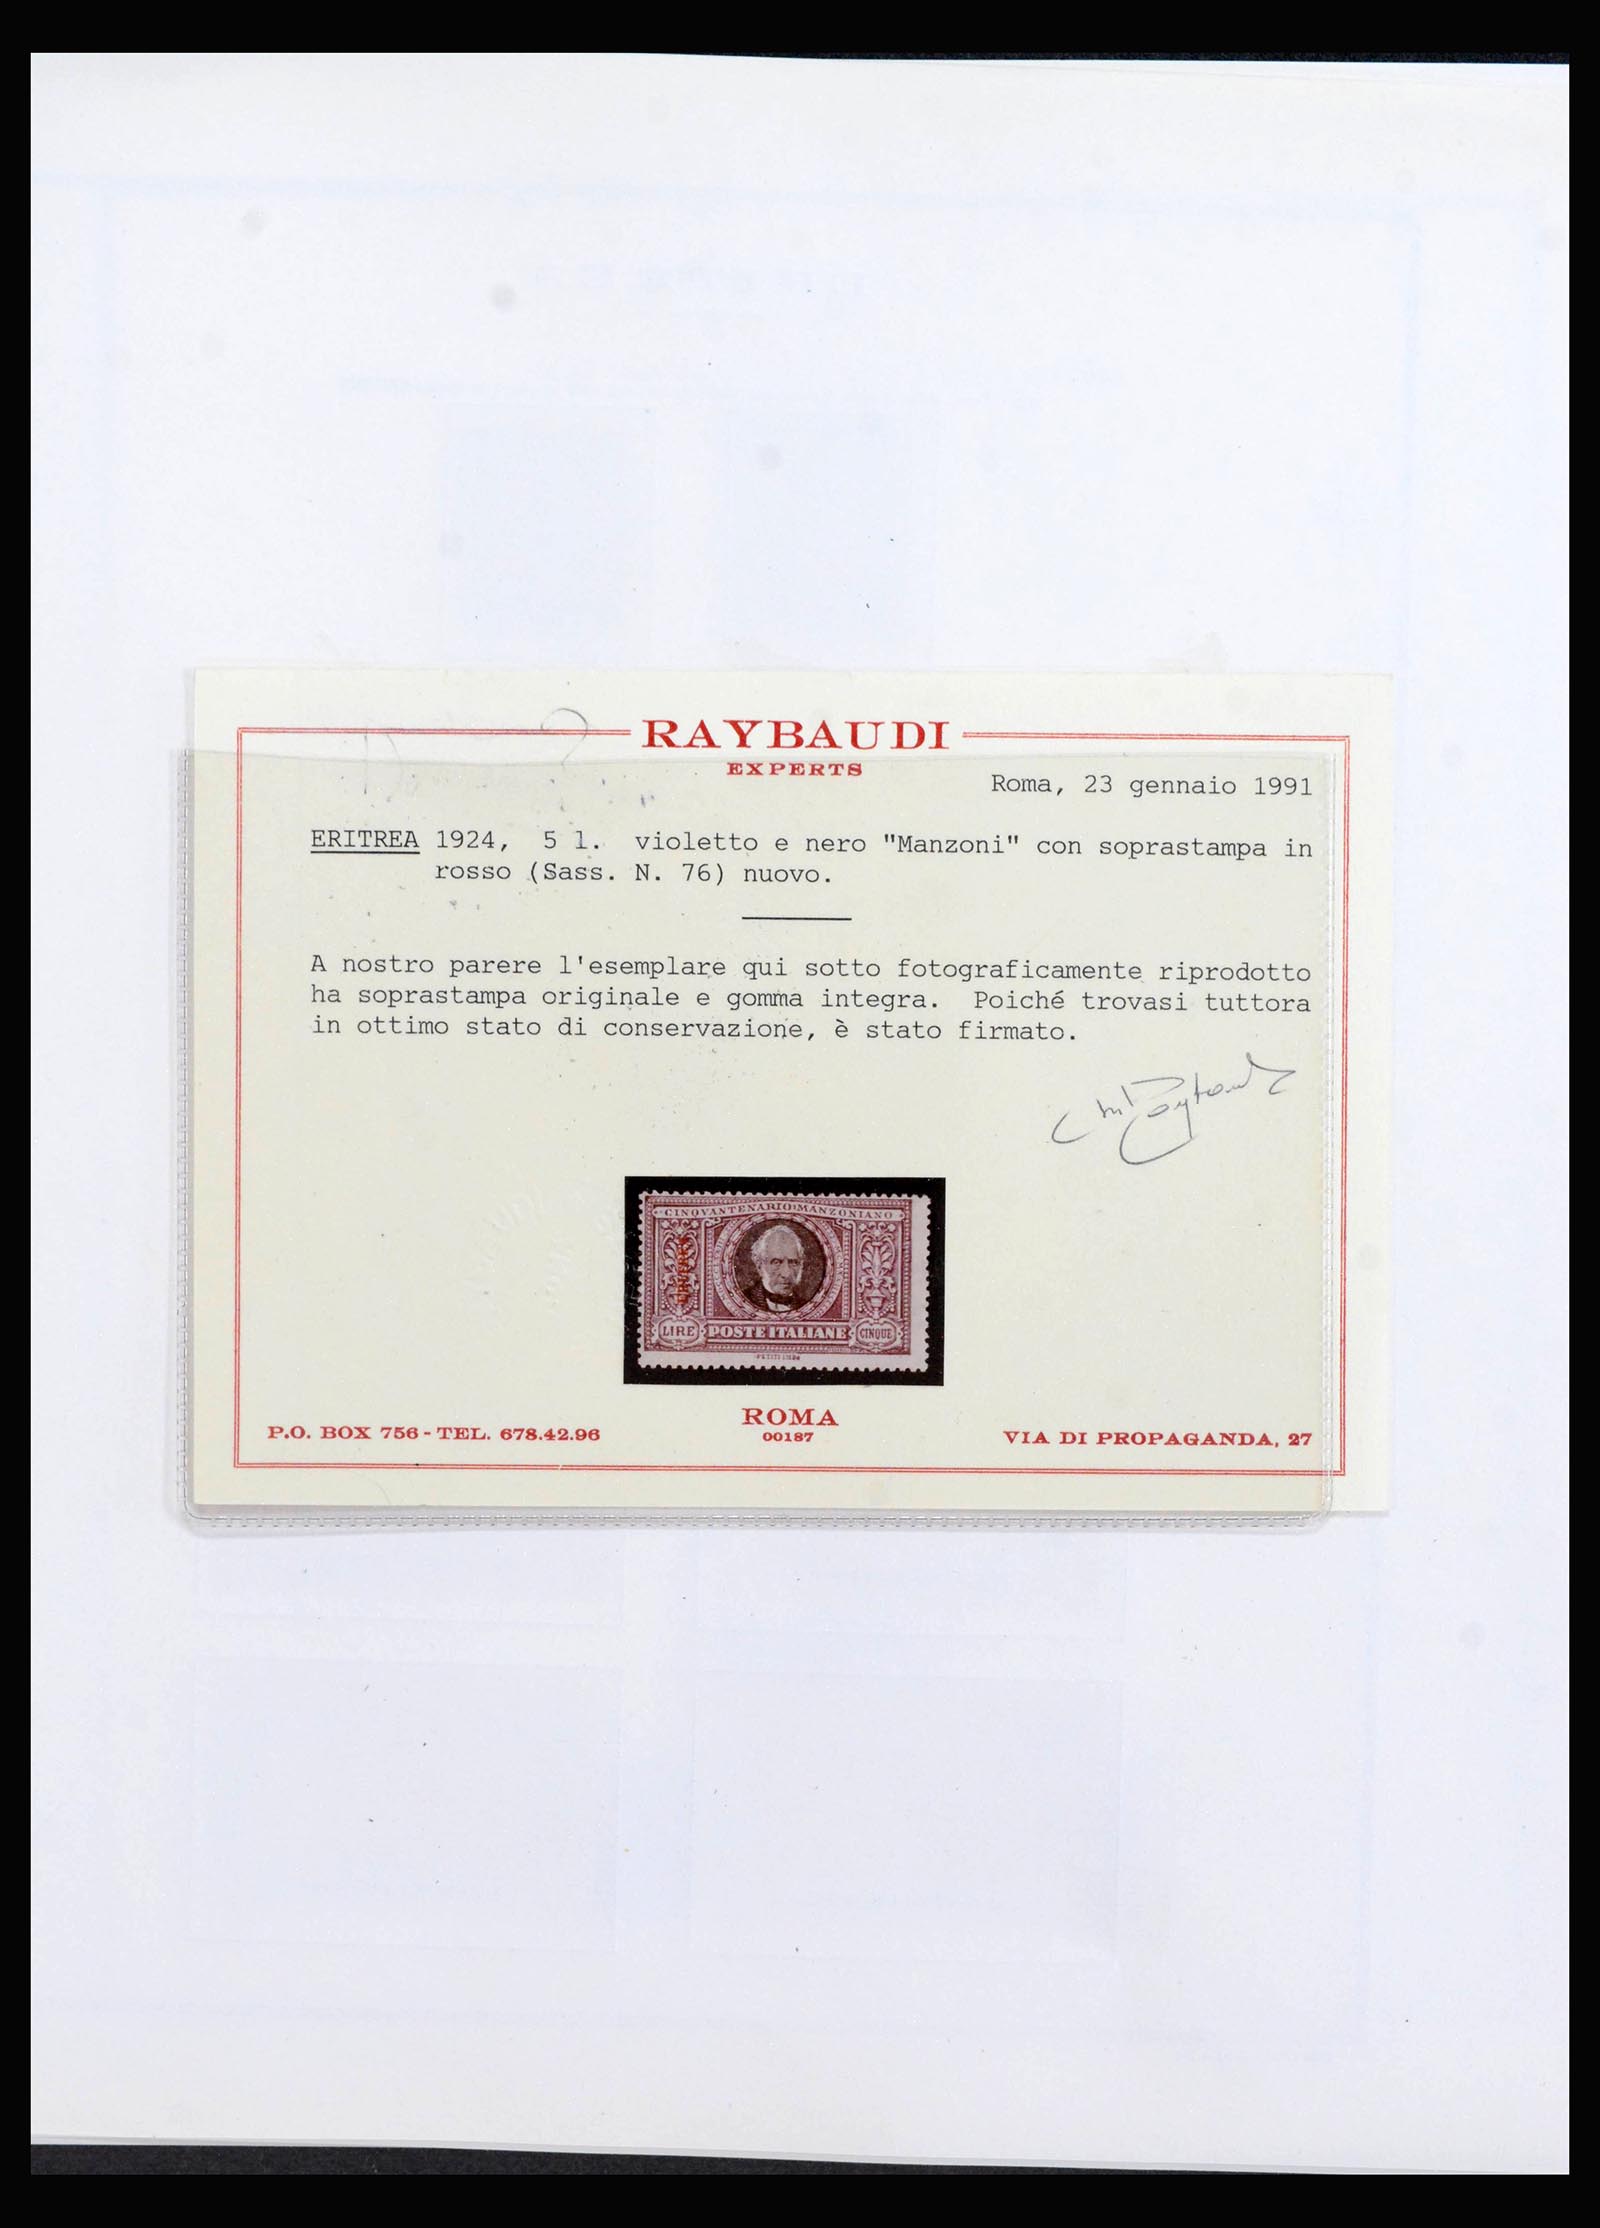 RAYBAUDI
EXPERTS
Roma, 23 gennaio 1991
ERITREA 1924, 5 l. violetto e nero "Manzoni" con soprastampa in
rosso (Sass. N. 76) nuovo.
A nostro parere l'esemplare qui sotto fotograficamente riprodotto
ha soprastampa originale e gomma integra. Poiché trovasi tuttora
in ottimo stato di conservazione, è stato firmato.
CINQVANTENARIO MANZONIANO
ERITREA
LIRE POSTE ITALIANE CINQUE
ROMA
00187
P.O. BOX 756 - TEL. 678.42.96
VIA DI PROPAGANDA, 27